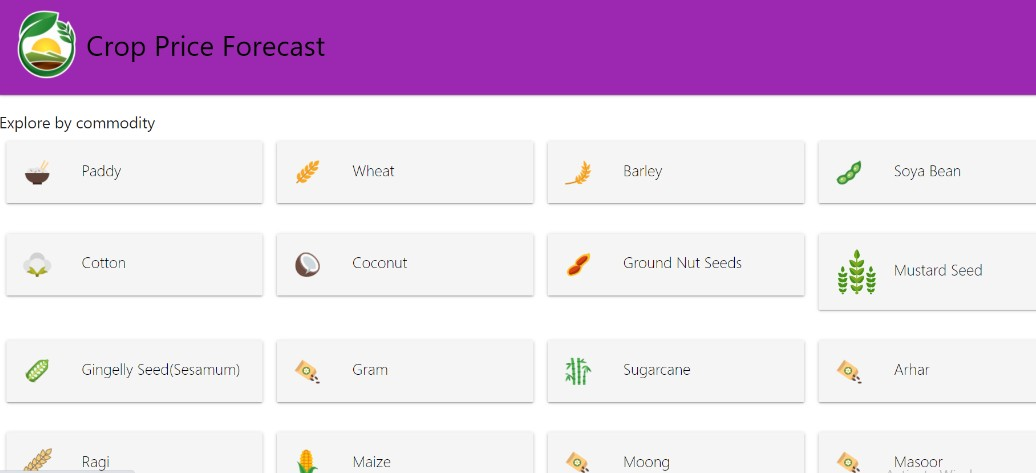 Crop Price Forecast
Explore by commodity
Paddy
Wheat
Barley
Soya Bean
Cotton
Coconut
Ground Nut Seeds
Mustard Seed
Gingelly Seed(Sesamum)
Gram
Sugarcane
Arhar
Ragi
Maize
Moong
Masoor